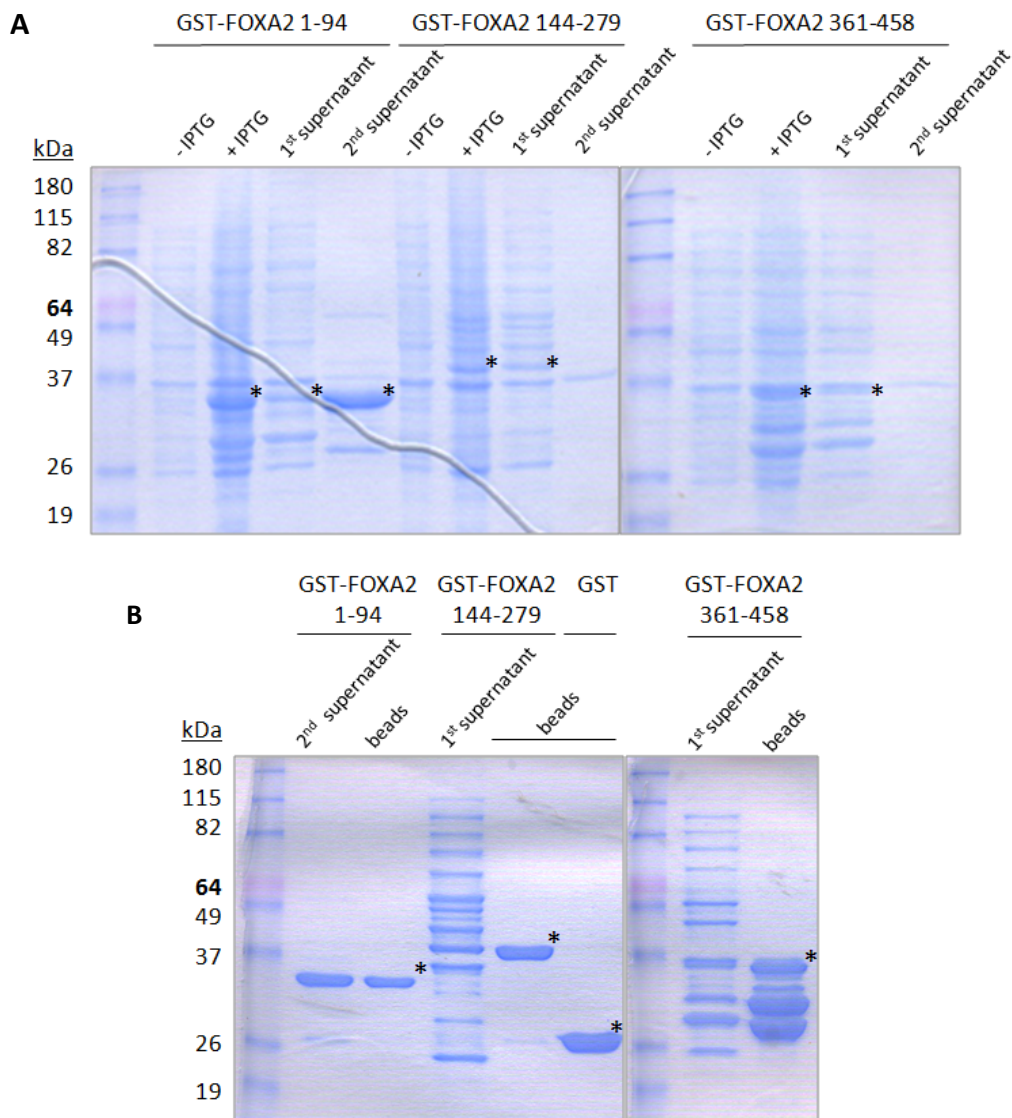 A
GST-FOXA2 1-94 GST-FOXA2 144-279 GST-FOXA2 361-458
- IPTG + IPTG 1st supernatant 2nd supernatant - IPTG + IPTG 1st supernatant 2nd supernatant - IPTG + IPTG 1st supernatant 2nd supernatant
kDa
180
115
82
64
49
37
26
19
* * * * * * *
B
GST-FOXA2 GST-FOXA2 GST GST-FOXA2
1-94 144-279 361-458
2nd supernatant beads 1st supernatant beads 1st supernatant beads
kDa
180
115
82
64
49
37
26
19
* * * *